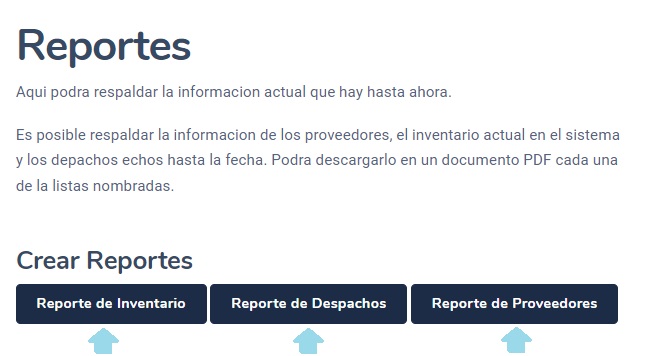 Reportes
Aqui podra respaldar la informacion actual que hay hasta ahora.
Es posible respaldar la informacion de los proveedores, el inventario actual en el sistema
y los depachos echos hasta la fecha. Podra descargarlo en un documento PDF cada una
de la listas nombradas.
Crear Reportes
Reporte de Inventario Reporte de Despachos Reporte de Proveedores